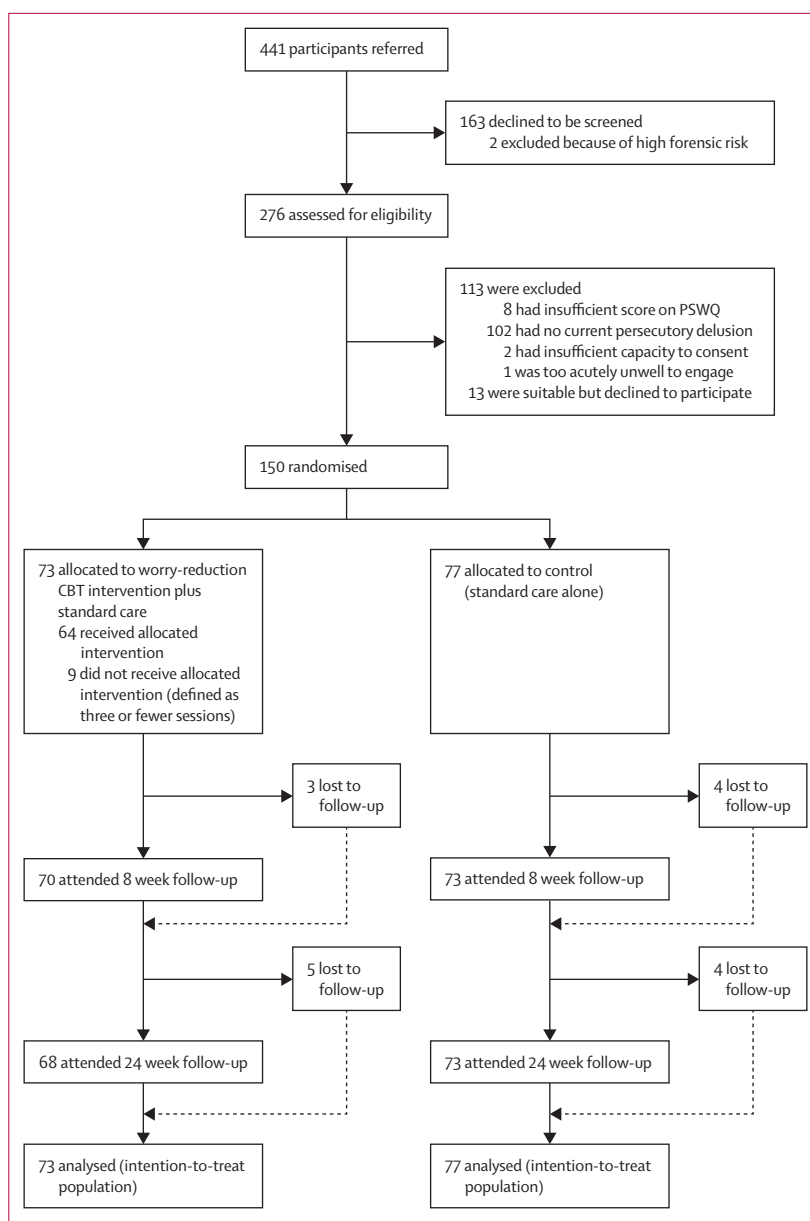 441 participants referred
163 declined to be screened
2 excluded because of high forensic risk
276 assessed for eligibility
113 were excluded
8 had insufficient score on PSWQ
102 had no current persecutory delusion
2 had insufficient capacity to consent
1 was too acutely unwell to engage
13 were suitable but declined to participate
150 randomised
73 allocated to worry-reduction
CBT intervention plus
standard care
64 received allocated
intervention
9 did not receive allocated
intervention (defined as
three or fewer sessions)
77 allocated to control
(standard care alone)
3 lost to
follow-up
4 lost to
follow-up
70 attended 8 week follow-up
73 attended 8 week follow-up
5 lost to
follow-up
4 lost to
follow-up
68 attended 24 week follow-up
73 attended 24 week follow-up
73 analysed (intention-to-treat
population)
77 analysed (intention-to-treat
population)